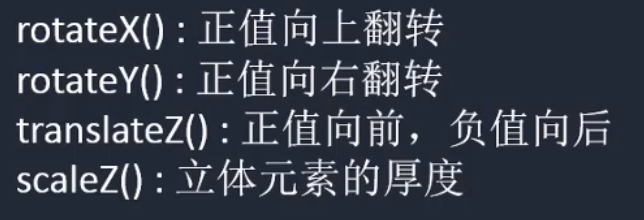 rotateX() : 正值向上翻转
rotateY() : 正值向右翻转
translateZ() : 正值向前，负值向后
scaleZ() : 立体元素的厚度